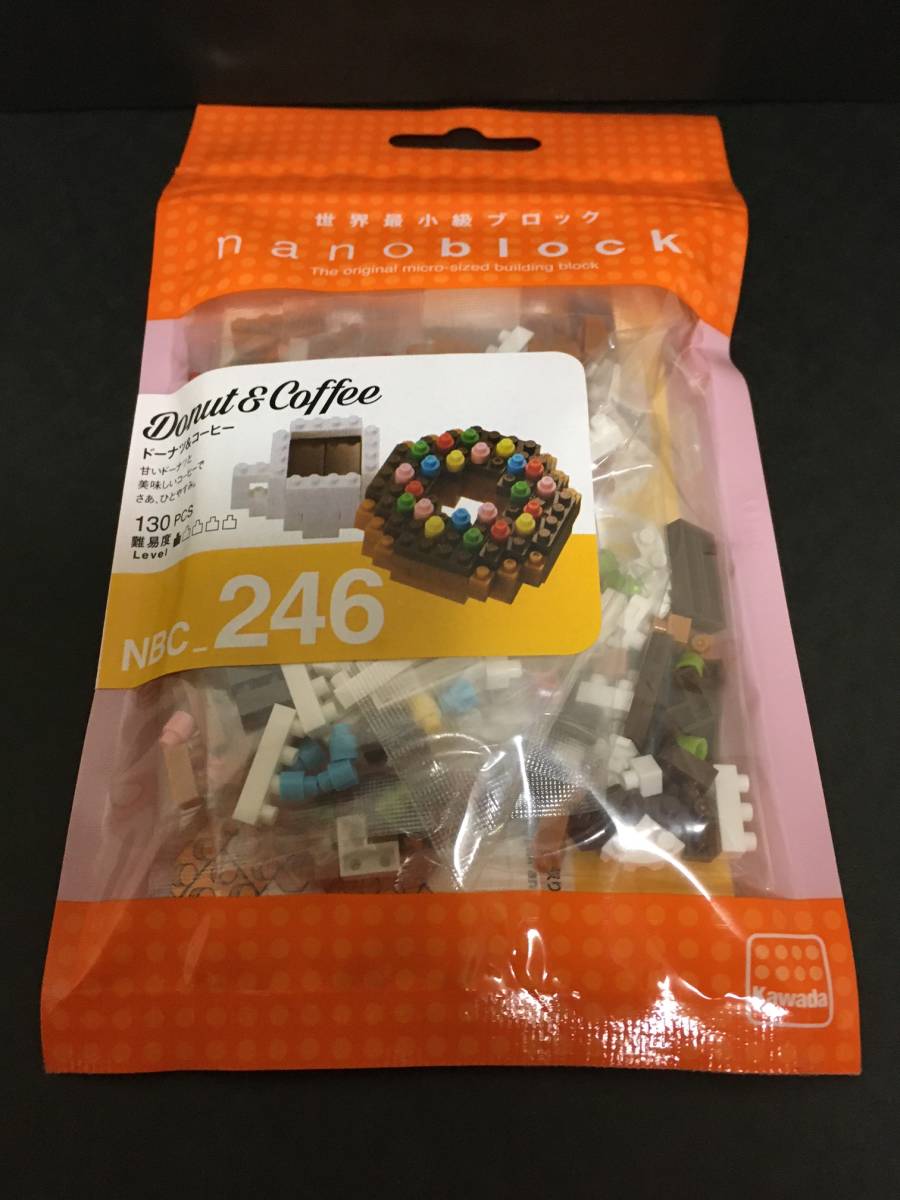 世界最小級ブロック
nanoblock
The original micro-sized building block
Donut & Coffee
ドーナツ&コーヒー
甘いドーナツと
美味しいコーヒーで
さあ、ひとやすみ。
130 PCS
難易度
Level
NBC_246
Kawada